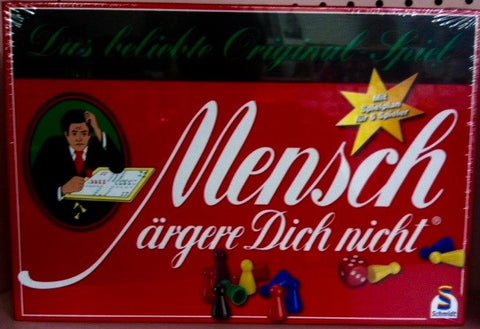 Das beliebte Original-Spiel
Mit
Spielplan
für 6 Spieler
Mensch
ärgere Dich nicht®
S
Schmidt